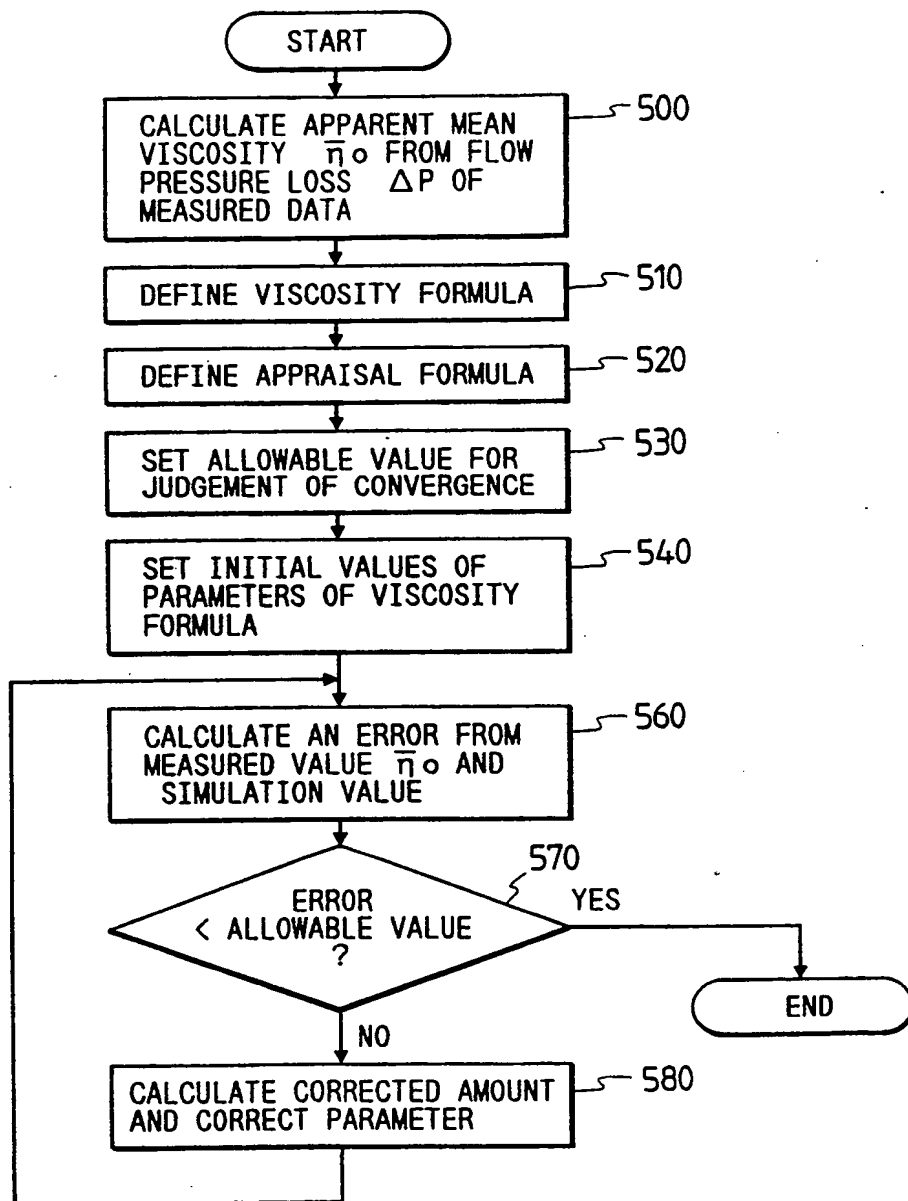 START
CALCULATE APPARENT MEAN
VISCOSITY η̅o FROM FLOW
PRESSURE LOSS ΔP OF
MEASURED DATA
500
DEFINE VISCOSITY FORMULA
510
DEFINE APPRAISAL FORMULA
520
SET ALLOWABLE VALUE FOR
JUDGEMENT OF CONVERGENCE
530
SET INITIAL VALUES OF
PARAMETERS OF VISCOSITY
FORMULA
540
CALCULATE AN ERROR FROM
MEASURED VALUE η̅o AND
SIMULATION VALUE
560
ERROR
< ALLOWABLE VALUE
?
570
YES
END
NO
CALCULATE CORRECTED AMOUNT
AND CORRECT PARAMETER
580